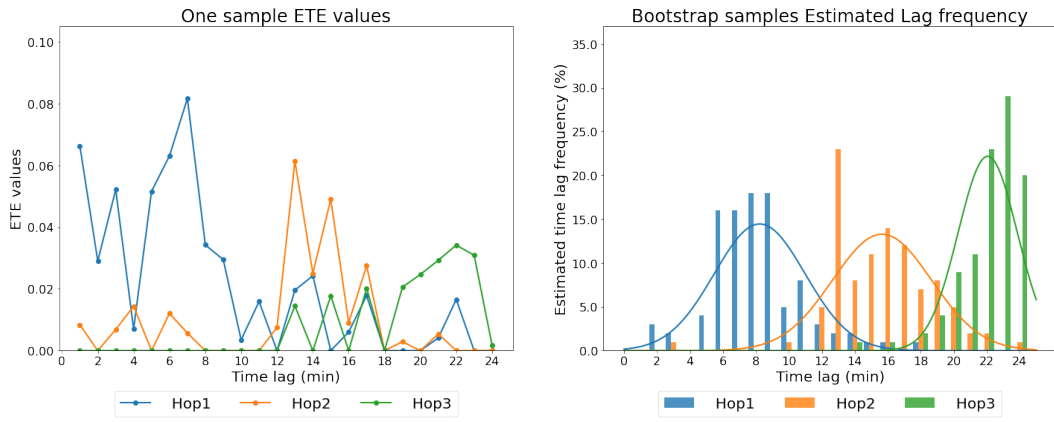 One sample ETE values
ETE values
0.10
0.08
0.06
0.04
0.02
0.00
0 2 4 6 8 10 12 14 16 18 20 22 24
Time lag (min)
Hop1 Hop2 Hop3
Bootstrap samples Estimated Lag frequency
Estimated time lag frequency (%)
35.0
30.0
25.0
20.0
15.0
10.0
5.0
0.0
0 2 4 6 8 10 12 14 16 18 20 22 24
Time lag (min)
Hop1 Hop2 Hop3